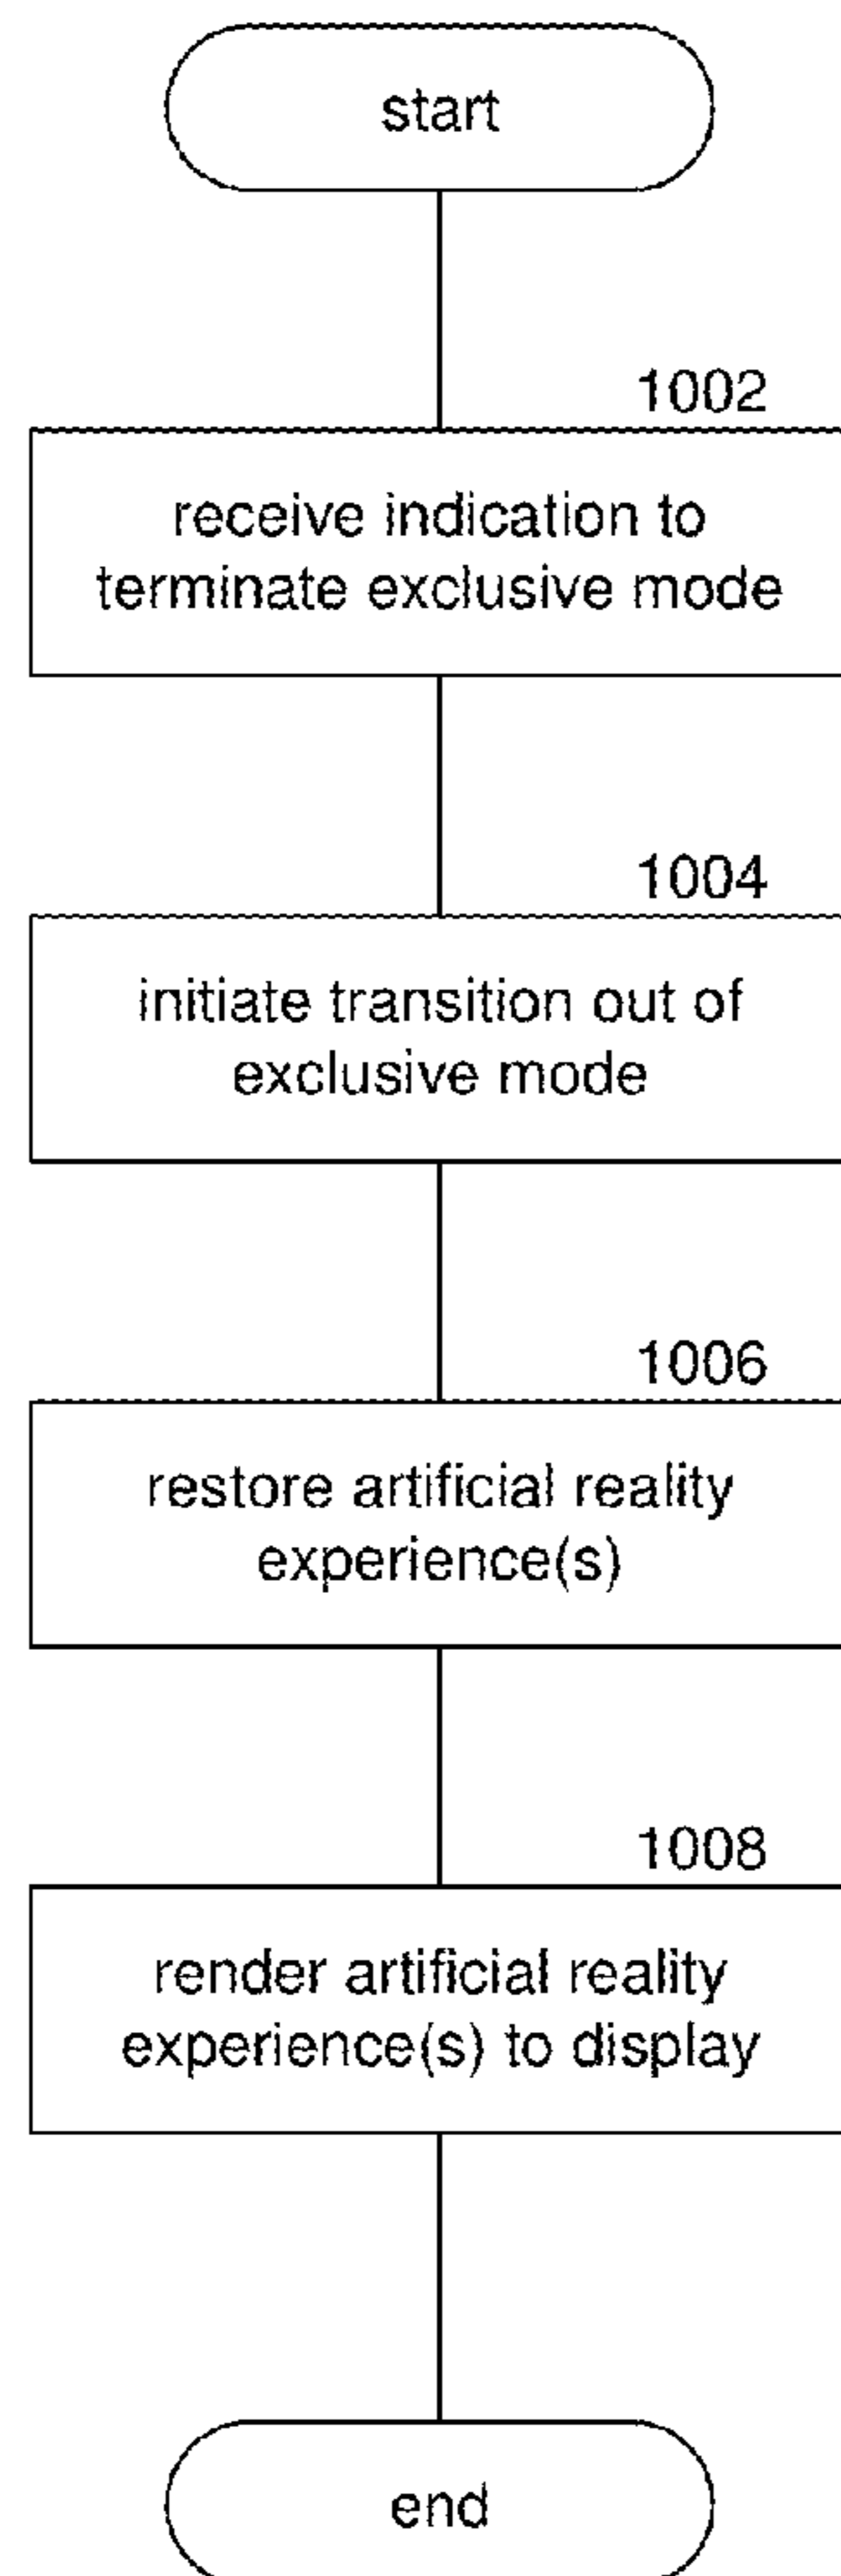 start
1002
receive indication to
terminate exclusive mode
1004
initiate transition out of
exclusive mode
1006
restore artificial reality
experience(s)
1008
render artificial reality
experience(s) to display
end